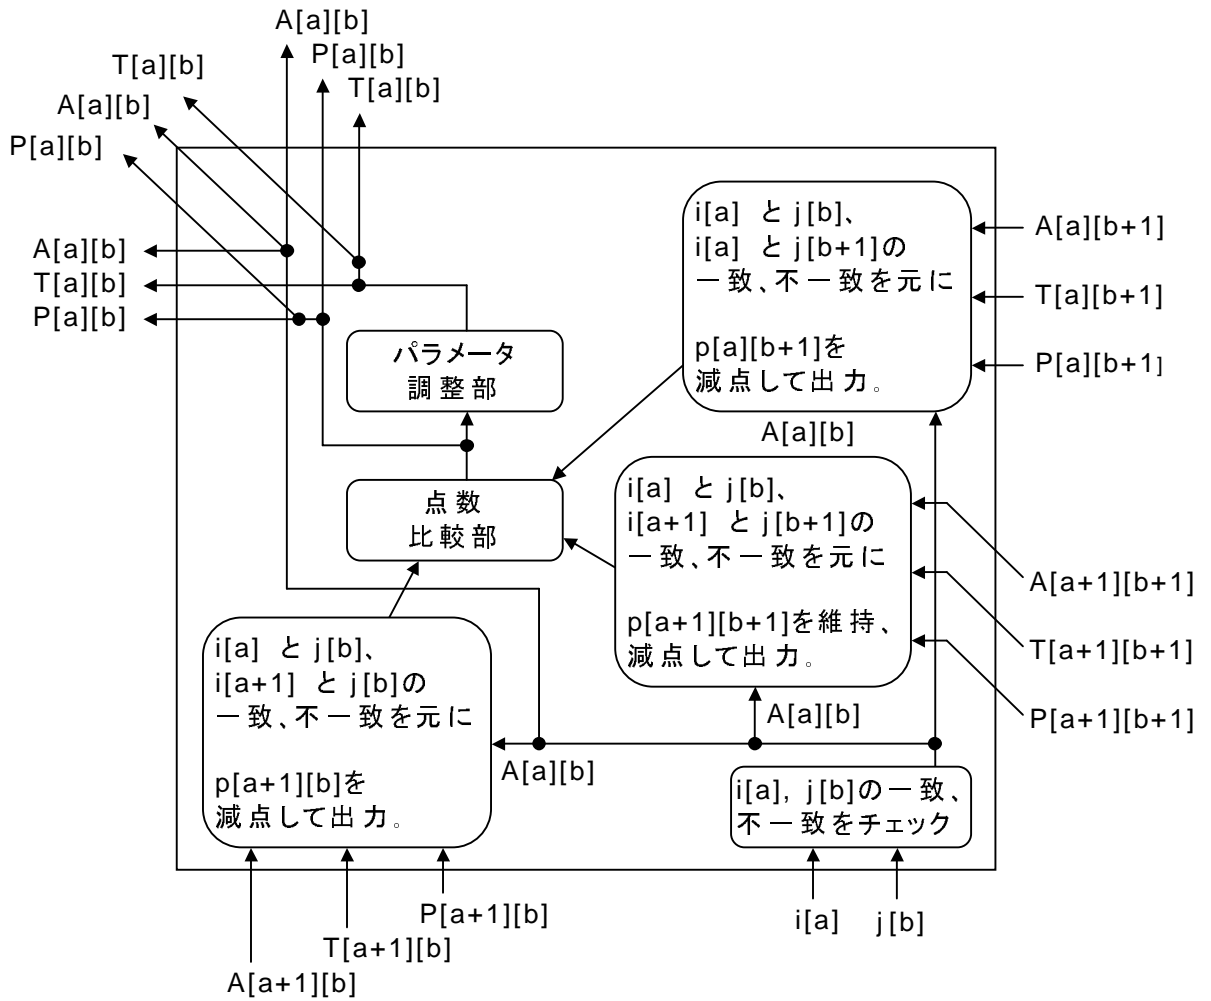 A[a][b]
P[a][b]
T[a][b]
T[a][b]
A[a][b]
P[a][b]
A[a][b]
T[a][b]
P[a][b]
i[a] と j[b]、
i[a] と j[b+1]の
一致、不一致を元に
p[a][b+1]を
減点して出力。
A[a][b+1]
T[a][b+1]
P[a][b+1]
パラメータ
調整部
A[a][b]
点数
比較部
i[a] と j[b]、
i[a+1] と j[b+1]の
一致、不一致を元に
p[a+1][b+1]を維持、
減点して出力。
A[a+1][b+1]
T[a+1][b+1]
P[a+1][b+1]
i[a] と j[b]、
i[a+1] と j[b]の
一致、不一致を元に
p[a+1][b]を
減点して出力。
A[a][b]
A[a][b]
i[a], j[b]の一致、
不一致をチェック
P[a+1][b]
T[a+1][b]
A[a+1][b]
i[a]
j[b]